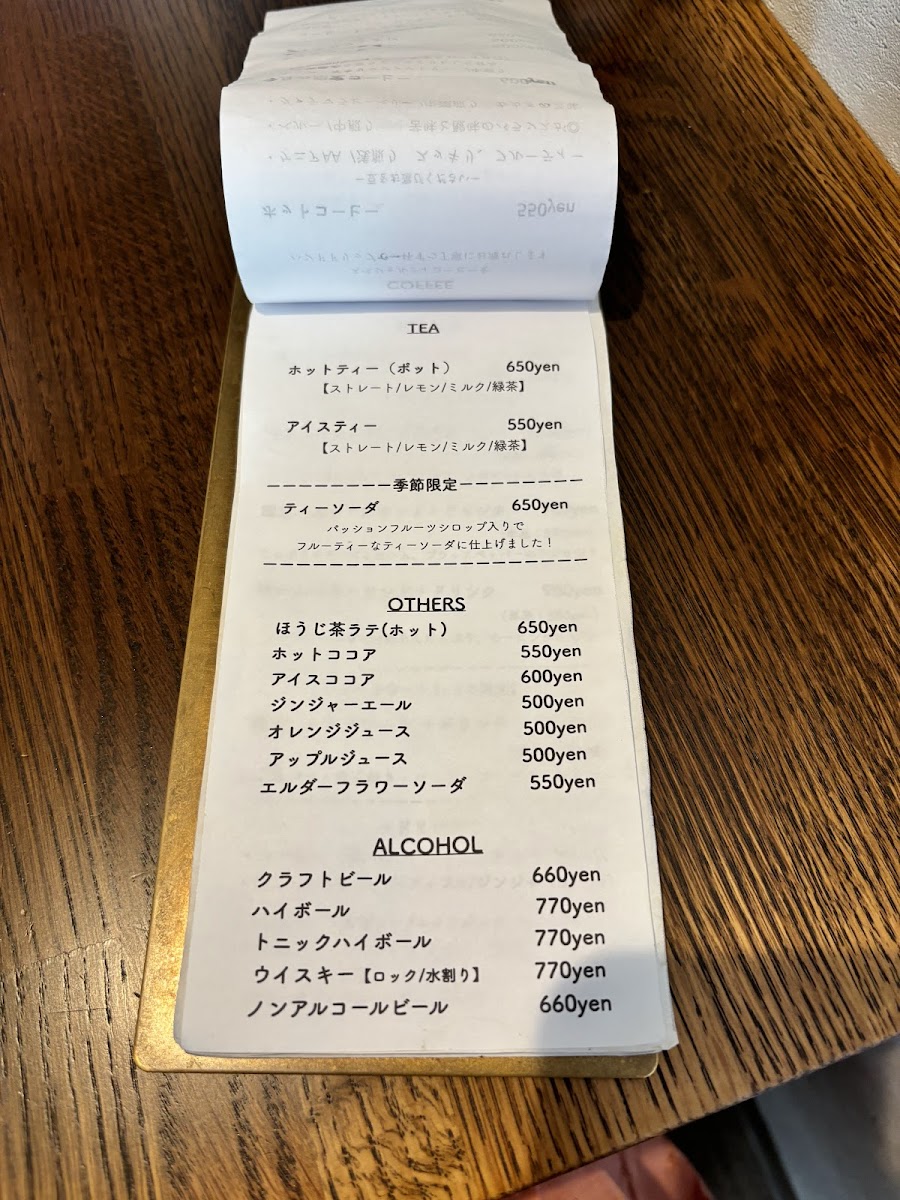 COFFEE
ホットコーヒー 550yen
TEA
ホットティー（ポット） 650yen
【ストレート/レモン/ミルク/緑茶】
アイスティー 550yen
【ストレート/レモン/ミルク/緑茶】
季節限定
ティーソーダ 650yen
パッションフルーツシロップ入りで
フルーティーなティーソーダに仕上げました！
OTHERS
ほうじ茶ラテ(ホット) 650yen
ホットココア 550yen
アイスココア 600yen
ジンジャーエール 500yen
オレンジジュース 500yen
アップルジュース 500yen
エルダーフラワーソーダ 550yen
ALCOHOL
クラフトビール 660yen
ハイボール 770yen
トニックハイボール 770yen
ウイスキー【ロック/水割り】 770yen
ノンアルコールビール 660yen